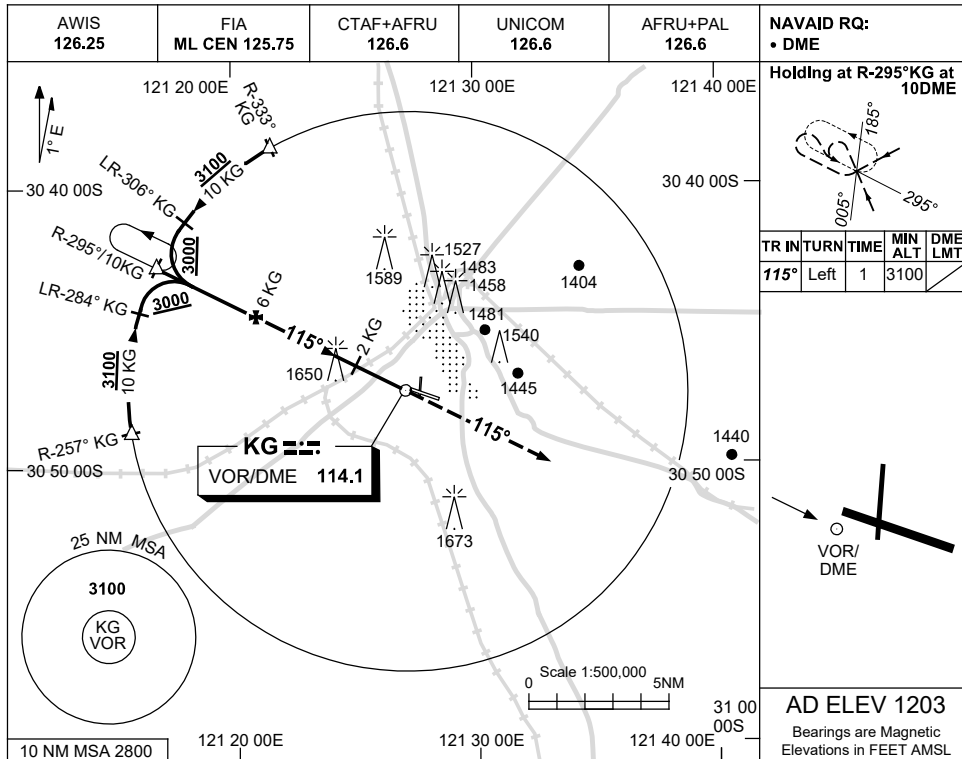 AWIS
126.25
FIA
ML CEN 125.75
CTAF+AFRU
126.6
UNICOM
126.6
AFRU+PAL
126.6
NAVAID RQ:
• DME
Holding at R-295°KG at
10DME
185°
005°
295°
TR IN TURN TIME MIN ALT DME LMT
115° Left 1 3100
121 20 00E
121 30 00E
121 40 00E
1° E
R-333° KG
3100
10 KG
30 40 00S
30 40 00S
LR-306° KG
3000
R-295°/10KG
LR-284° KG
3000
6 KG
115°
2 KG
1589
1527
1483
1458
1404
1481
1540
1445
1650
3100
10 KG
R-257° KG
115°
KG
VOR/DME 114.1
30 50 00S
30 50 00S
1440
1673
25 NM MSA
3100
KG
VOR
VOR/
DME
Scale 1:500,000
0 5NM
31 00
00S
121 20 00E
121 30 00E
121 40 00E
10 NM MSA 2800
AD ELEV 1203
Bearings are Magnetic
Elevations in FEET AMSL